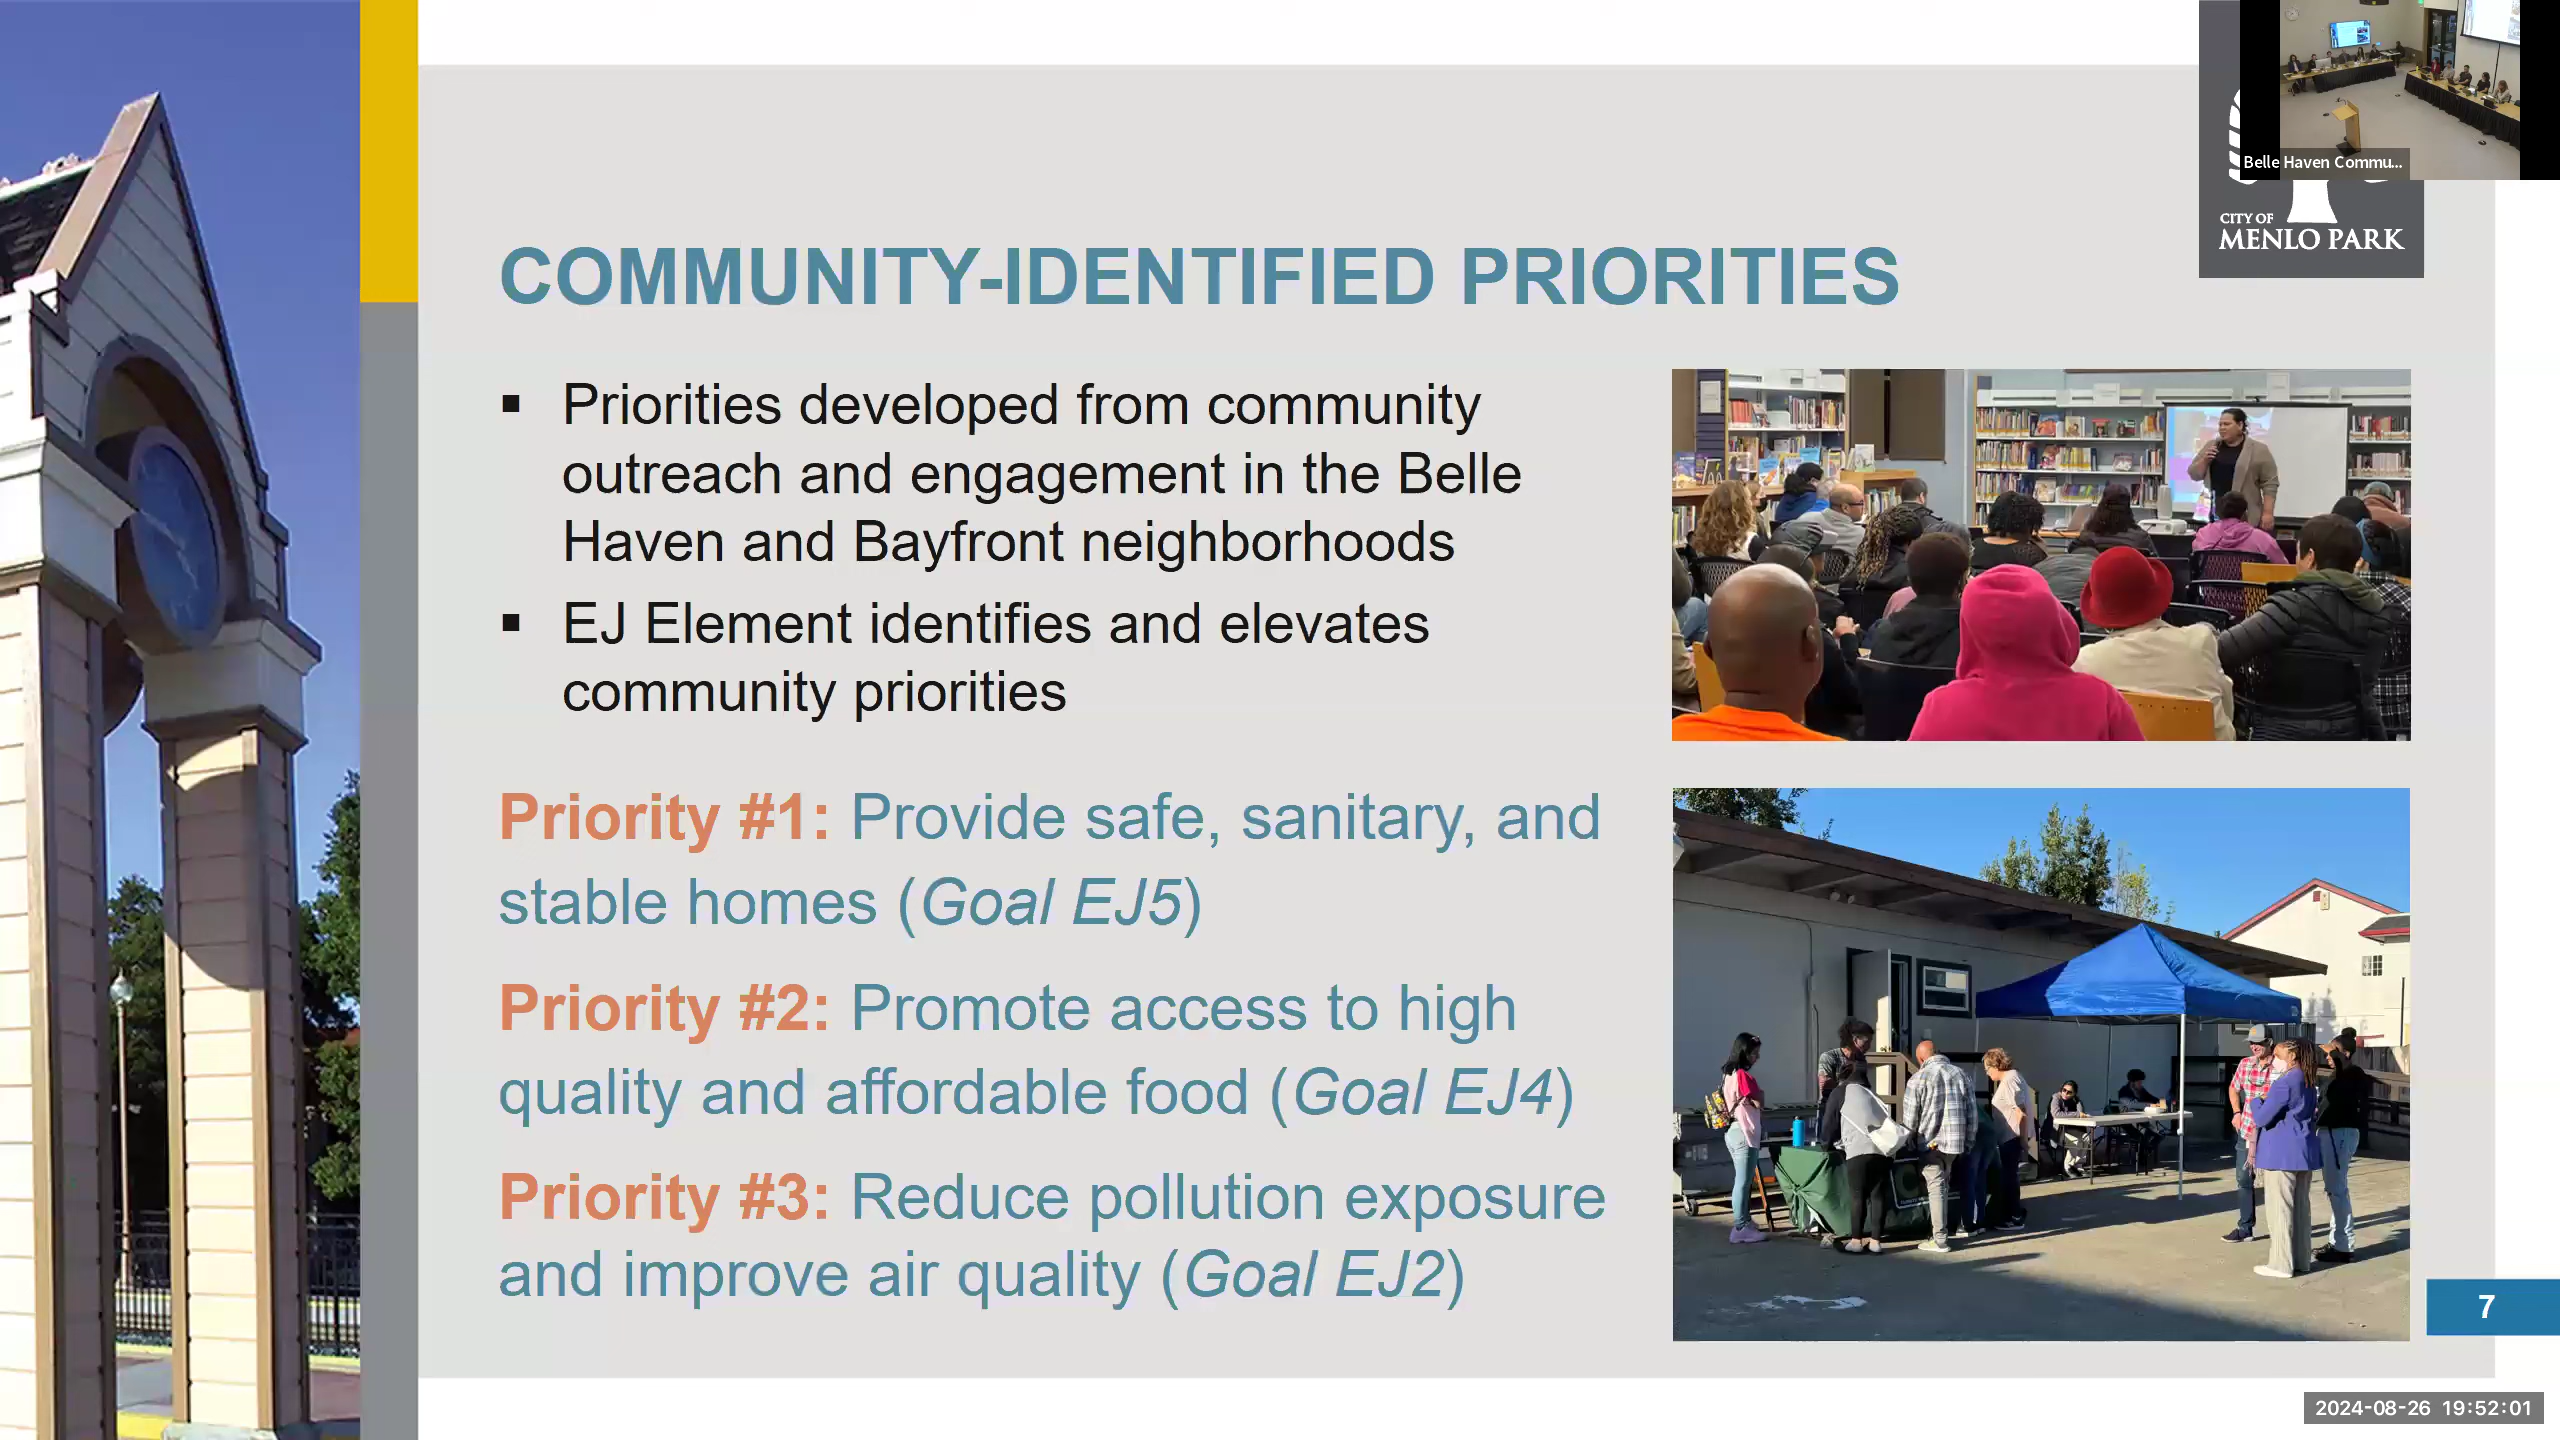 Belle Haven Commu...
CITY OF
MENLO PARK
COMMUNITY-IDENTIFIED PRIORITIES
▪ Priorities developed from community
outreach and engagement in the Belle
Haven and Bayfront neighborhoods
▪ EJ Element identifies and elevates
community priorities
Priority #1: Provide safe, sanitary, and
stable homes (Goal EJ5)
Priority #2: Promote access to high
quality and affordable food (Goal EJ4)
Priority #3: Reduce pollution exposure
and improve air quality (Goal EJ2)
7
2024-08-26 19:52:01